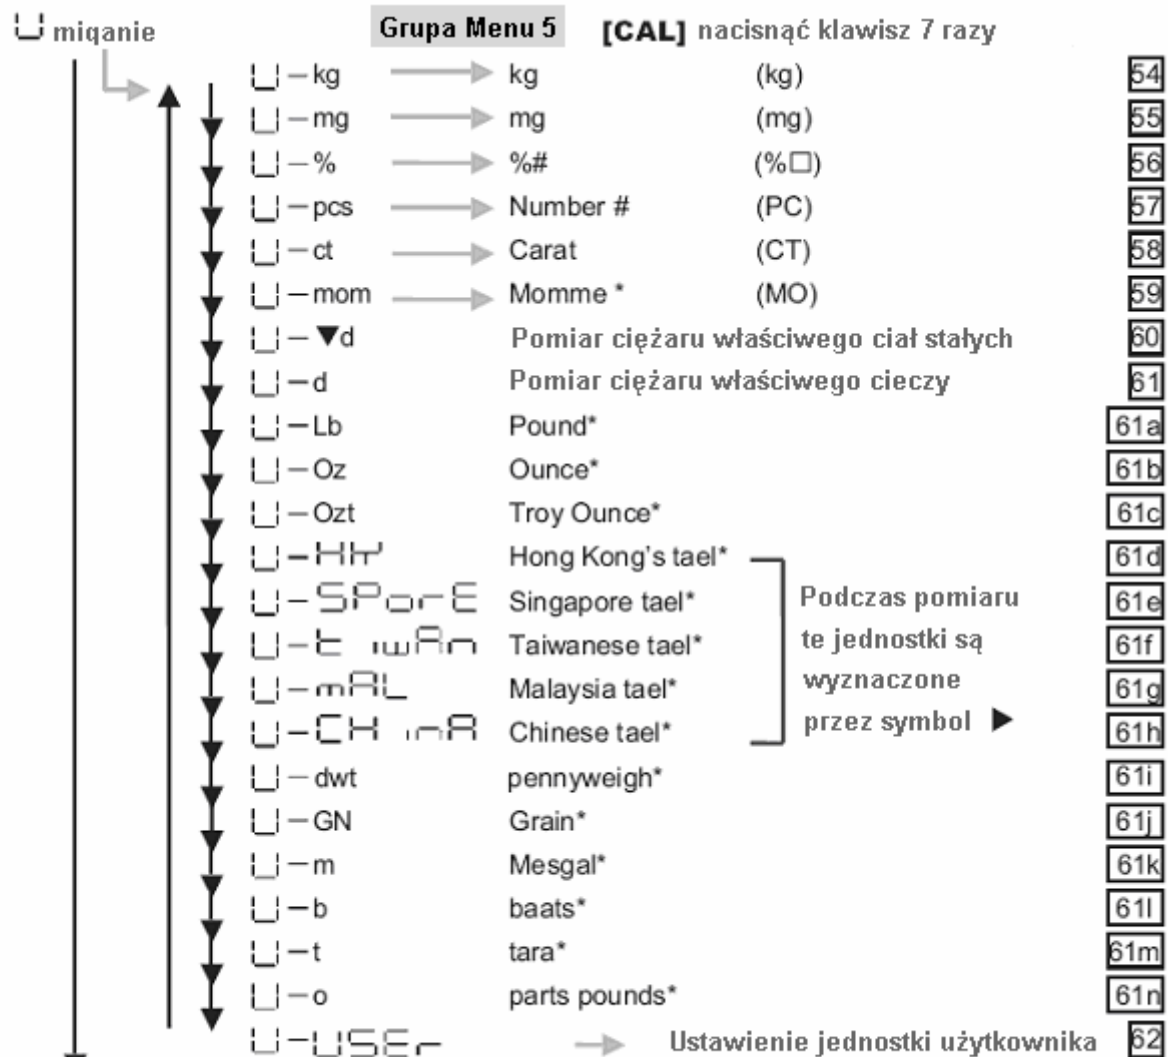 U miganie Grupa Menu 5 [CAL] nacisnąć klawisz 7 razy
U – kg kg (kg) 54
U – mg mg (mg) 55
U – % %# (%□) 56
U – pcs Number # (PC) 57
U – ct Carat (CT) 58
U – mom Momme * (MO) 59
U – ▼d Pomiar ciężaru właściwego ciał stałych 60
U – d Pomiar ciężaru właściwego cieczy 61
U – Lb Pound* 61a
U – Oz Ounce* 61b
U – Ozt Troy Ounce* 61c
U – HK Hong Kong's tael* 61d
U – SPorE Singapore tael* Podczas pomiaru 61e
U – t iwAn Taiwanese tael* te jednostki są 61f
U – mAL Malaysia tael* wyznaczone 61g
U – CH inA Chinese tael* przez symbol ▶ 61h
U – dwt pennyweigh* 61i
U – GN Grain* 61j
U – m Mesgal* 61k
U – b baats* 61l
U – t tara* 61m
U – o parts pounds* 61n
U – USEr Ustawienie jednostki użytkownika 62